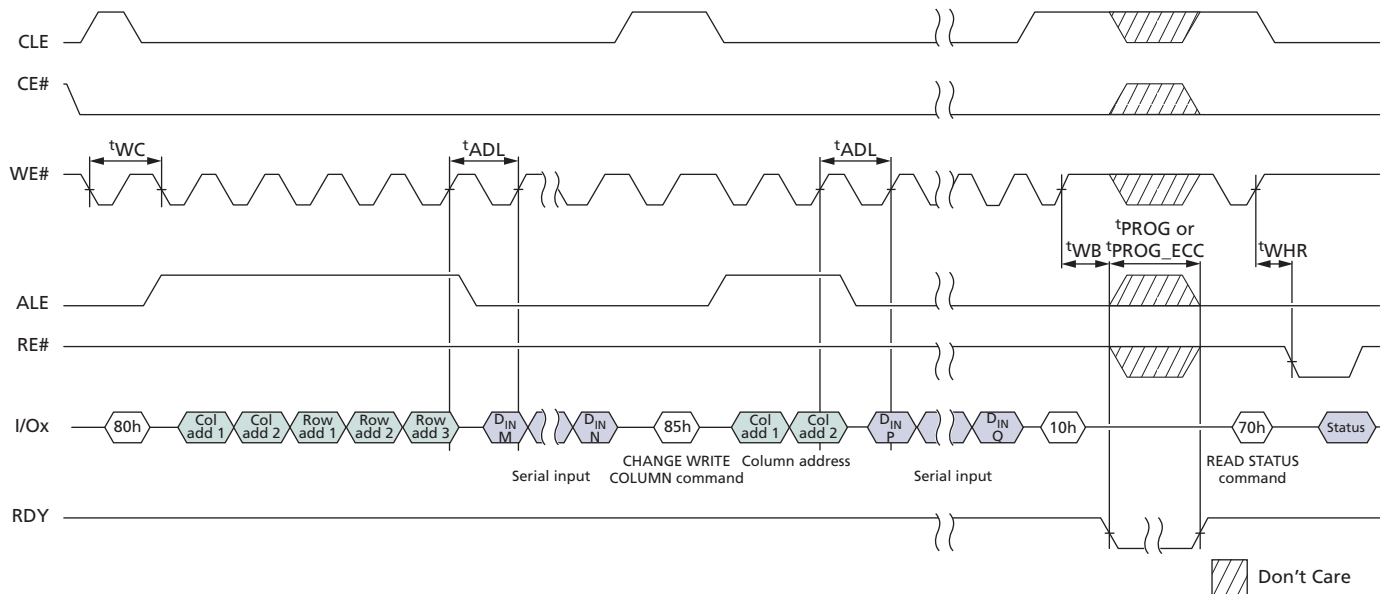 CLE
CE#
tWC
tADL
tADL
WE#
tPROG or
tWB
tPROG_ECC
tWHR
ALE
RE#
I/Ox
80h
Col add 1
Col add 2
Row add 1
Row add 2
Row add 3
DIN M
DIN N
85h
Col add 1
Col add 2
DIN P
DIN Q
10h
70h
Status
Serial input
CHANGE WRITE
COLUMN command
Column address
Serial input
READ STATUS
command
RDY
Don't Care